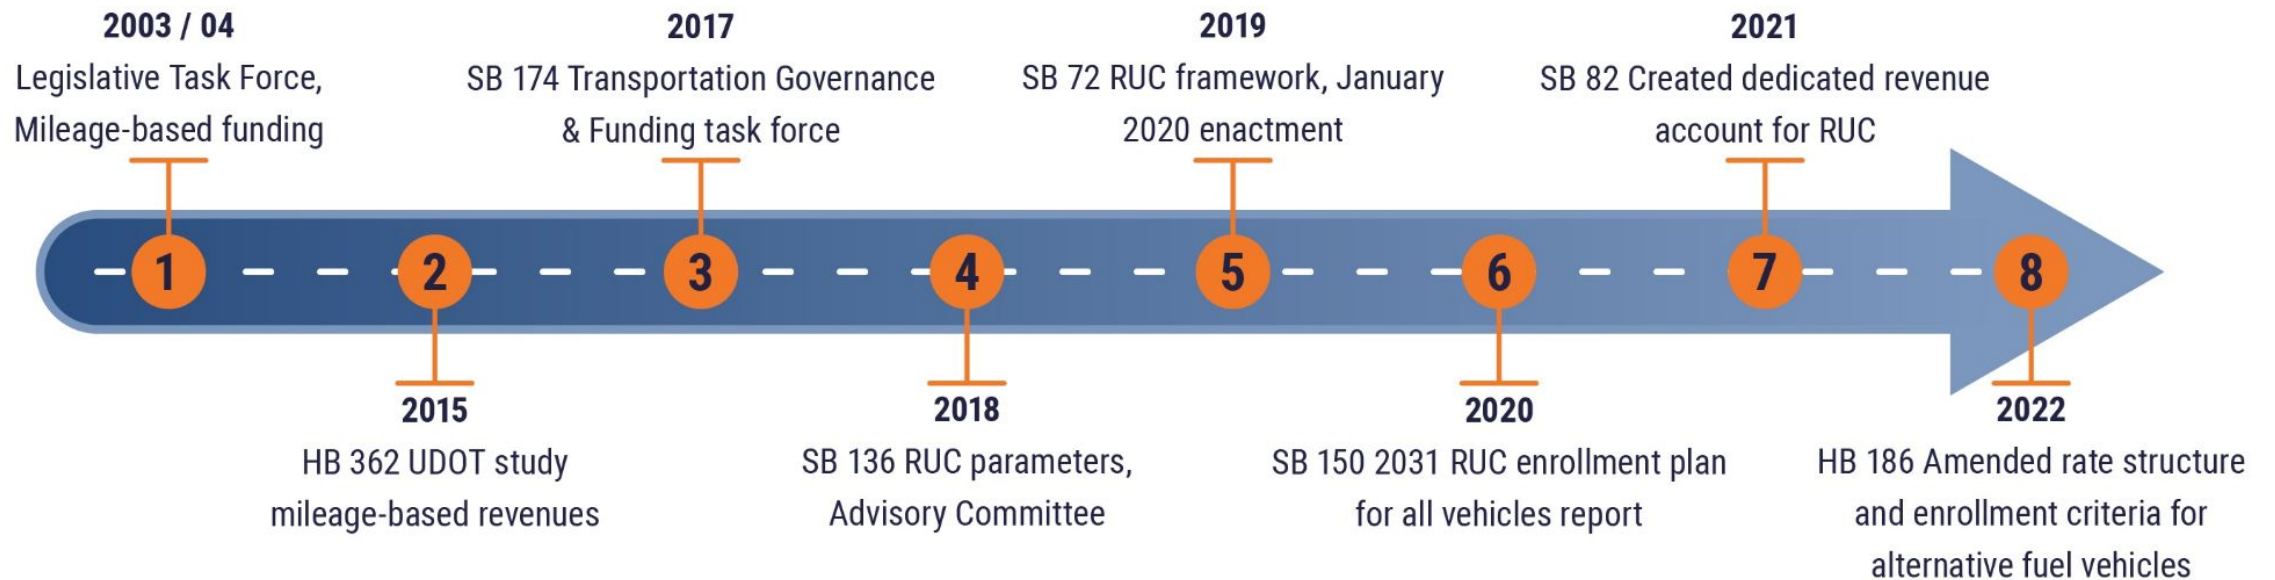 2003 / 04
Legislative Task Force,
Mileage-based funding
2017
SB 174 Transportation Governance
& Funding task force
2019
SB 72 RUC framework, January
2020 enactment
2021
SB 82 Created dedicated revenue
account for RUC
1
2
3
4
5
6
7
8
2015
HB 362 UDOT study
mileage-based revenues
2018
SB 136 RUC parameters,
Advisory Committee
2020
SB 150 2031 RUC enrollment plan
for all vehicles report
2022
HB 186 Amended rate structure
and enrollment criteria for
alternative fuel vehicles